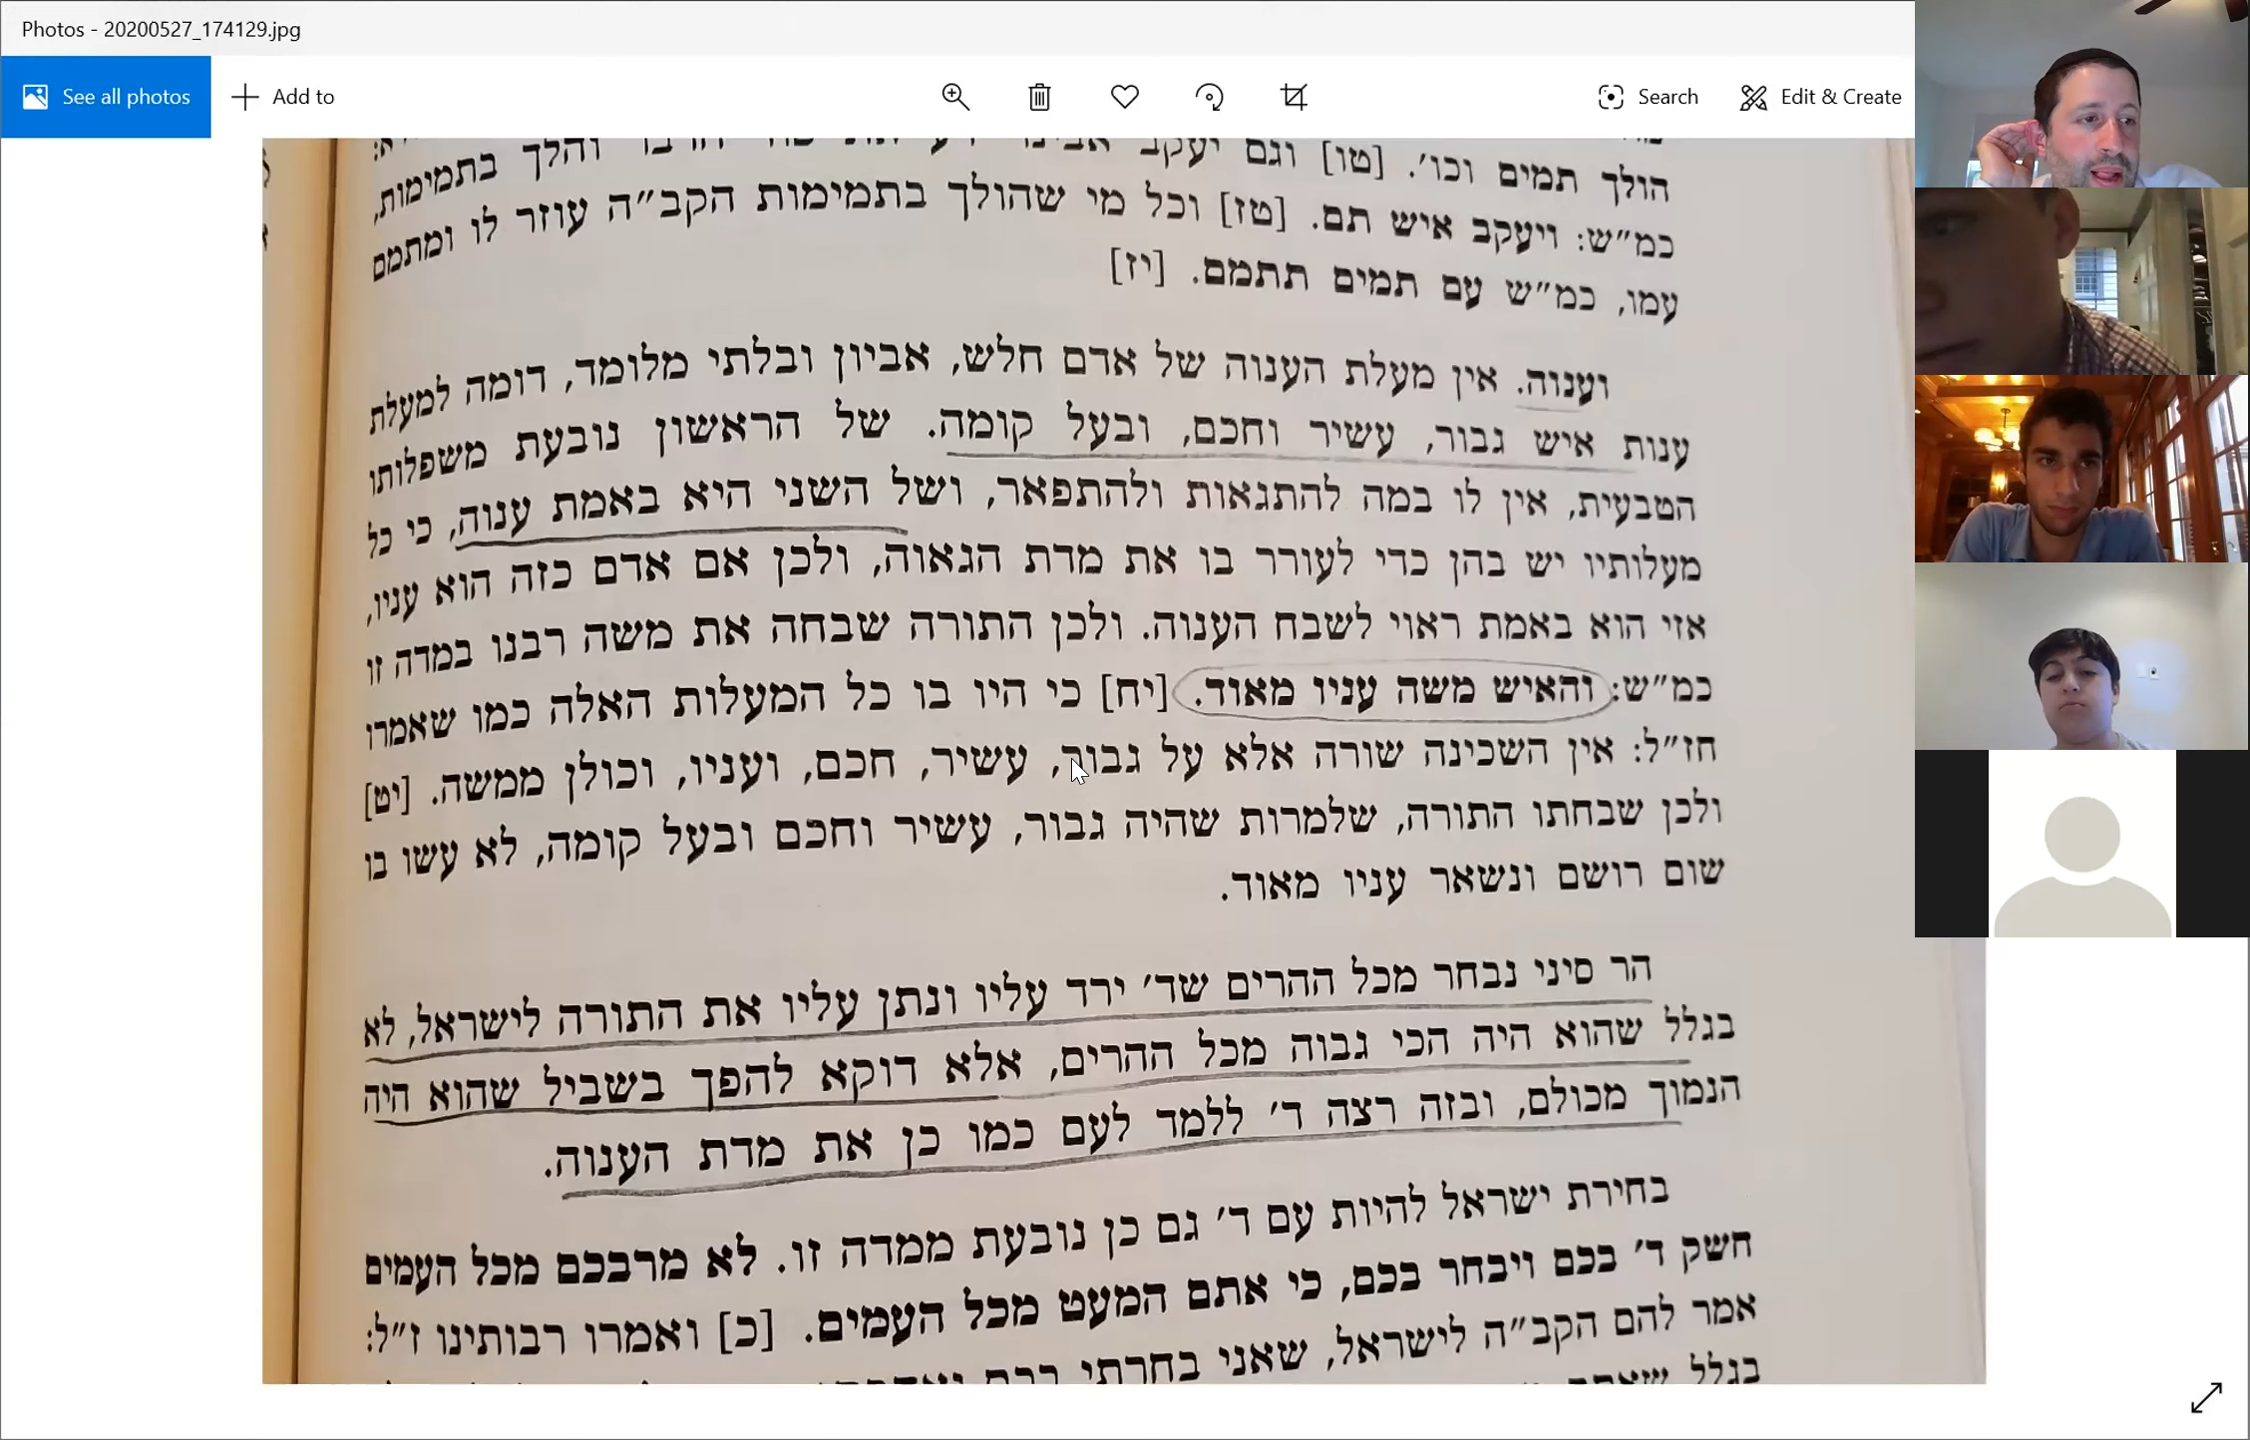 Photos - 20200527_174129.jpg
See all photos
Add to
Search
Edit & Create
הולך תמים וכו׳. [טו] וגם יעקב אבינו והלך בתמימות,
כמ״ש: ויעקב איש תם. [טז] וכל מי שהולך בתמימות הקב״ה עוזר לו ומתמם
עמו, כמ״ש עם תמים תתמם. [יז]
וענוה. אין מעלת הענוה של אדם חלש, אביון ובלתי מלומד, דומה למעלת
ענות איש גבור, עשיר וחכם, ובעל קומה. של הראשון נובעת משפלותו
הטבעית, אין לו במה להתגאות ולהתפאר, ושל השני היא באמת ענוה, כי כל
מעלותיו יש בהן כדי לעורר בו את מדת הגאוה, ולכן אם אדם כזה הוא עניו,
אזי הוא באמת ראוי לשבח הענוה. ולכן התורה שבחה את משה רבנו במדה זו
כמ״ש: והאיש משה עניו מאוד. [יח] כי היו בו כל המעלות האלה כמו שאמרו
חז״ל: אין השכינה שורה אלא על גבור, עשיר, חכם, ועניו, וכולן ממשה. [יט]
ולכן שבחתו התורה, שלמרות שהיה גבור, עשיר וחכם ובעל קומה, לא עשו בו
שום רושם ונשאר עניו מאוד.
הר סיני נבחר מכל ההרים שד׳ ירד עליו ונתן עליו את התורה לישראל, לא
בגלל שהוא היה הכי גבוה מכל ההרים, אלא דוקא להפך בשביל שהוא היה
הנמוך מכולם, ובזה רצה ד׳ ללמד לעם כמו כן את מדת הענוה.
בחירת ישראל להיות עם ד׳ גם כן נובעת ממדה זו. לא מרבכם מכל העמים
חשק ד׳ בכם ויבחר בכם, כי אתם המעט מכל העמים. [כ] ואמרו רבותינו ז״ל:
אמר להם הקב״ה לישראל, שאני בחרתי בכם
בגלל